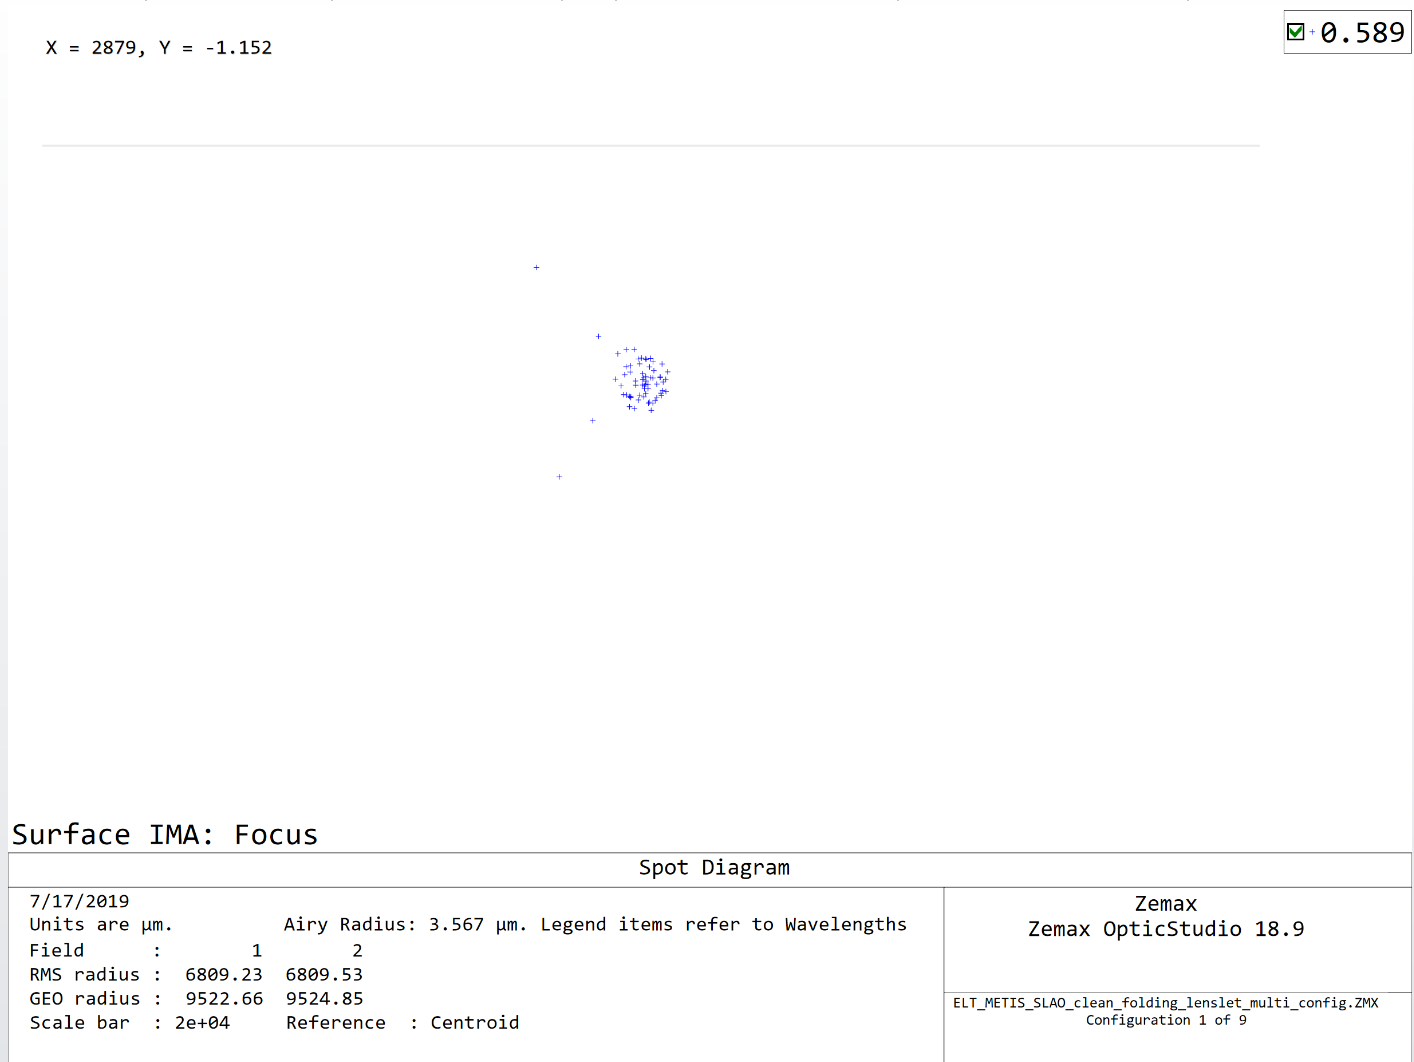 X = 2879, Y = -1.152
0.589
Surface IMA: Focus
Spot Diagram
7/17/2019
Units are µm. Airy Radius: 3.567 µm. Legend items refer to Wavelengths
Field : 1 2
RMS radius : 6809.23 6809.53
GEO radius : 9522.66 9524.85
Scale bar : 2e+04 Reference : Centroid
Zemax
Zemax OpticStudio 18.9
ELT_METIS_SLAO_clean_folding_lenslet_multi_config.ZMX
Configuration 1 of 9